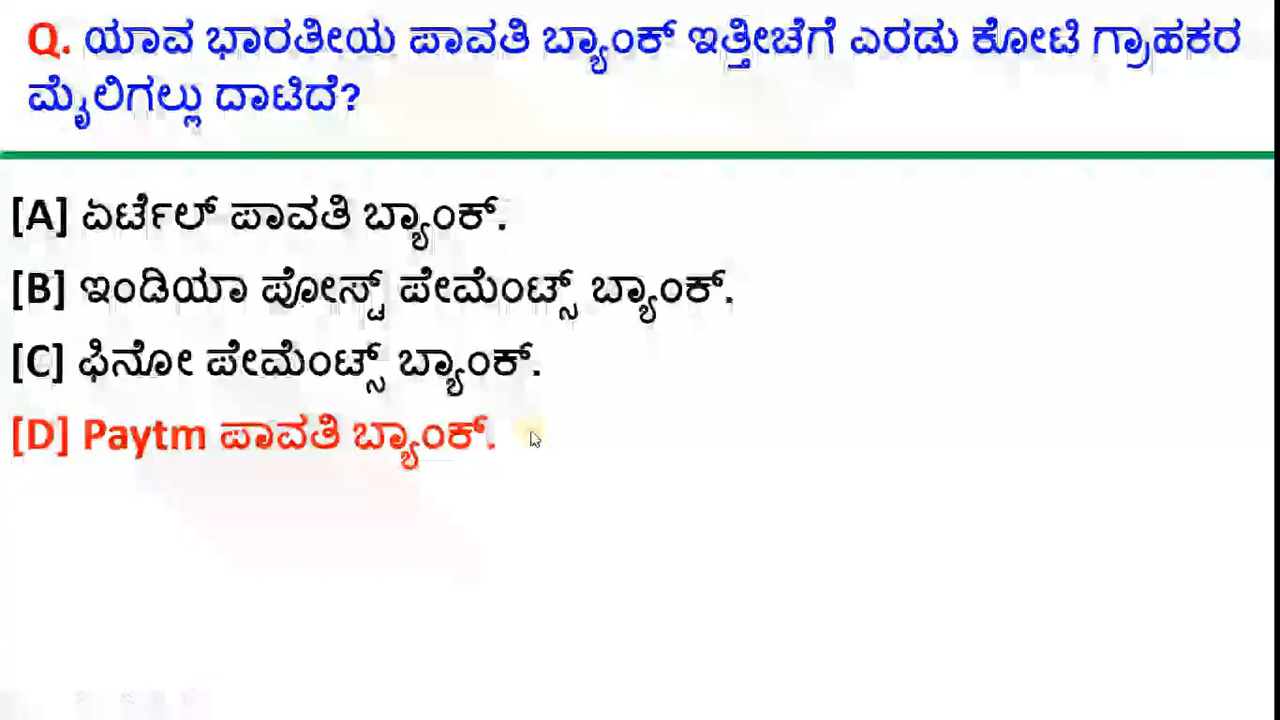 Q. ಯಾವ ಭಾರತೀಯ ಪಾವತಿ ಬ್ಯಾಂಕ್ ಇತ್ತೀಚೆಗೆ ಎರಡು ಕೋಟಿ ಗ್ರಾಹಕರ
ಮೈಲಿಗಲ್ಲು ದಾಟಿದೆ?
[A] ಏರ್ಟೆಲ್ ಪಾವತಿ ಬ್ಯಾಂಕ್.
[B] ಇಂಡಿಯಾ ಪೋಸ್ಟ್ ಪೇಮೆಂಟ್ಸ್ ಬ್ಯಾಂಕ್.
[C] ಫಿನೋ ಪೇಮೆಂಟ್ಸ್ ಬ್ಯಾಂಕ್.
[D] Paytm ಪಾವತಿ ಬ್ಯಾಂಕ್.